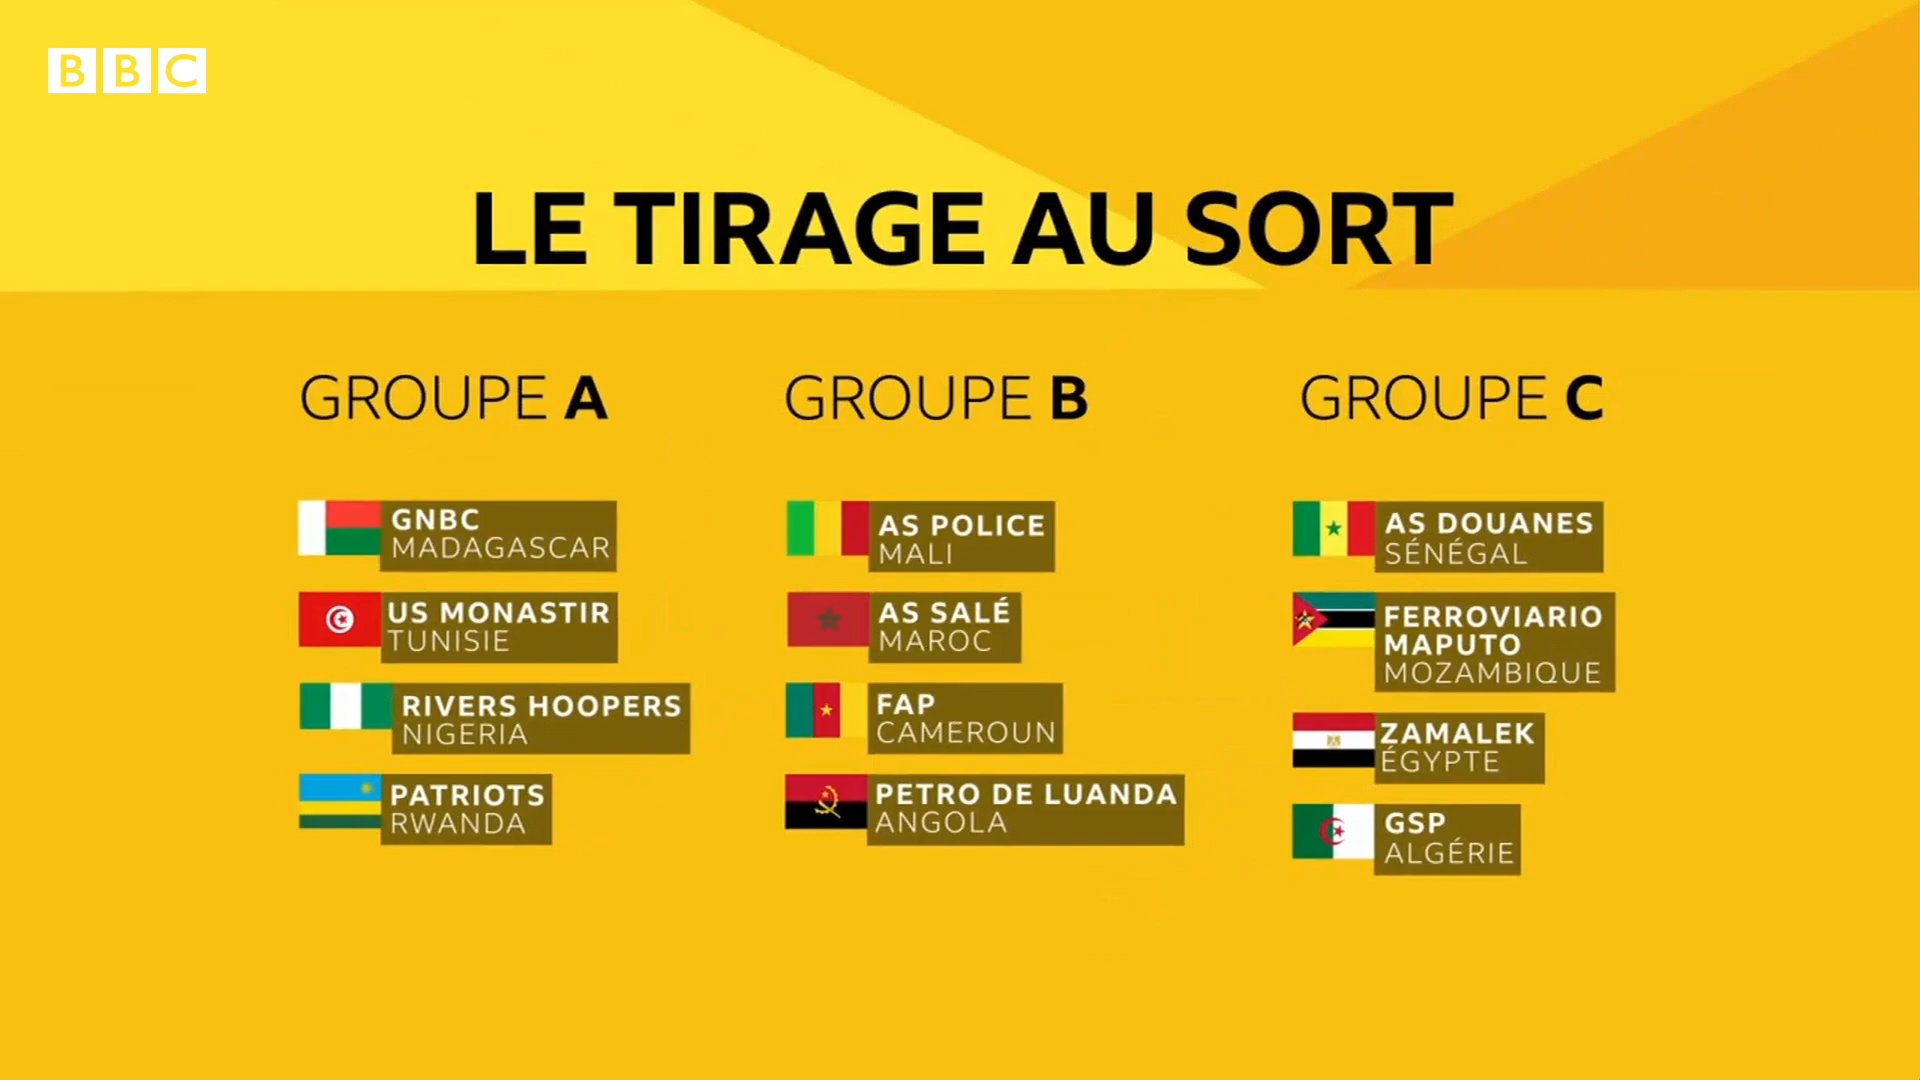 BBC
LE TIRAGE AU SORT
GROUPE A
GNBC
MADAGASCAR
US MONASTIR
TUNISIE
RIVERS HOOPERS
NIGERIA
PATRIOTS
RWANDA
GROUPE B
AS POLICE
MALI
AS SALÉ
MAROC
FAP
CAMEROUN
PETRO DE LUANDA
ANGOLA
GROUPE C
AS DOUANES
SÉNÉGAL
FERROVIARIO
MAPUTO
MOZAMBIQUE
ZAMALEK
ÉGYPTE
GSP
ALGÉRIE